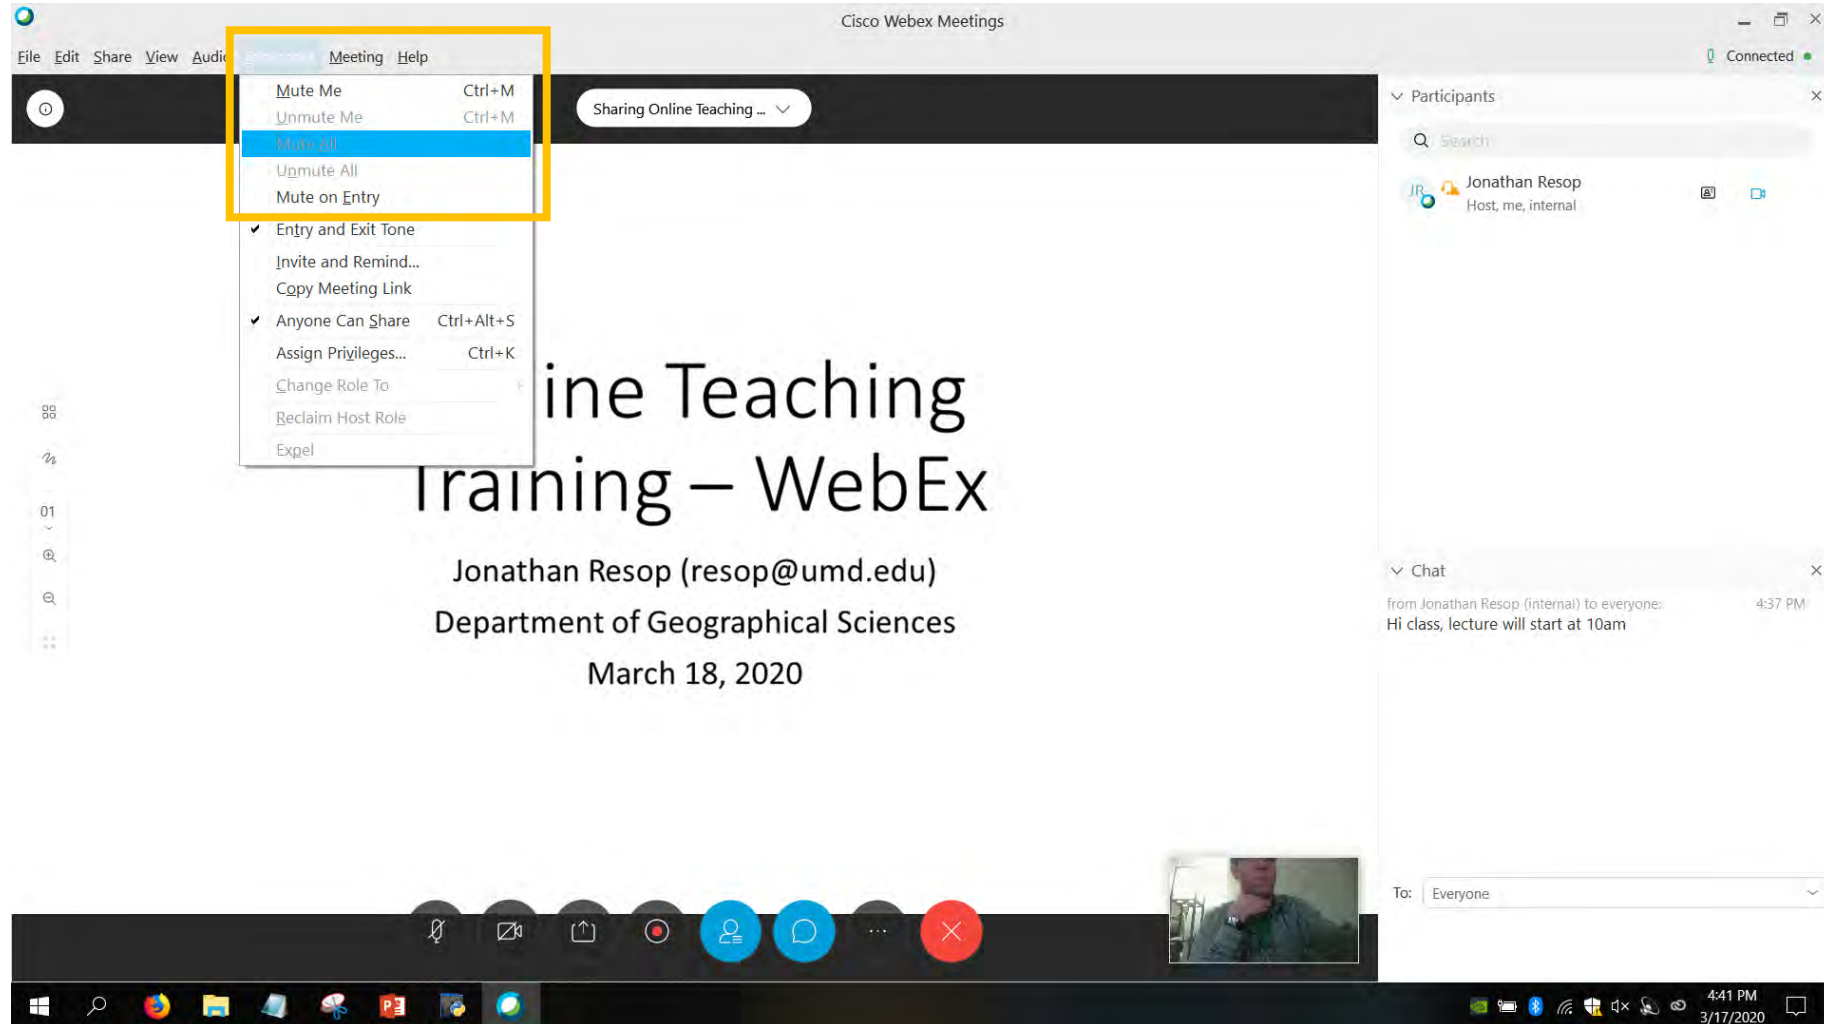 Cisco Webex Meetings
File Edit Share View Audio Meeting Help
Connected
Mute Me Ctrl+M
Unmute Me Ctrl+M
Mute All
Unmute All
Mute on Entry
Entry and Exit Tone
Invite and Remind...
Copy Meeting Link
Anyone Can Share Ctrl+Alt+S
Assign Privileges... Ctrl+K
Change Role To
Reclaim Host Role
Expel
Sharing Online Teaching ...
01
ine Teaching
Training – WebEx
Jonathan Resop (resop@umd.edu)
Department of Geographical Sciences
March 18, 2020
Participants
Search
JR
Jonathan Resop
Host, me, internal
Chat
from Jonathan Resop (internal) to everyone: 4:37 PM
Hi class, lecture will start at 10am
To: Everyone
4:41 PM
3/17/2020